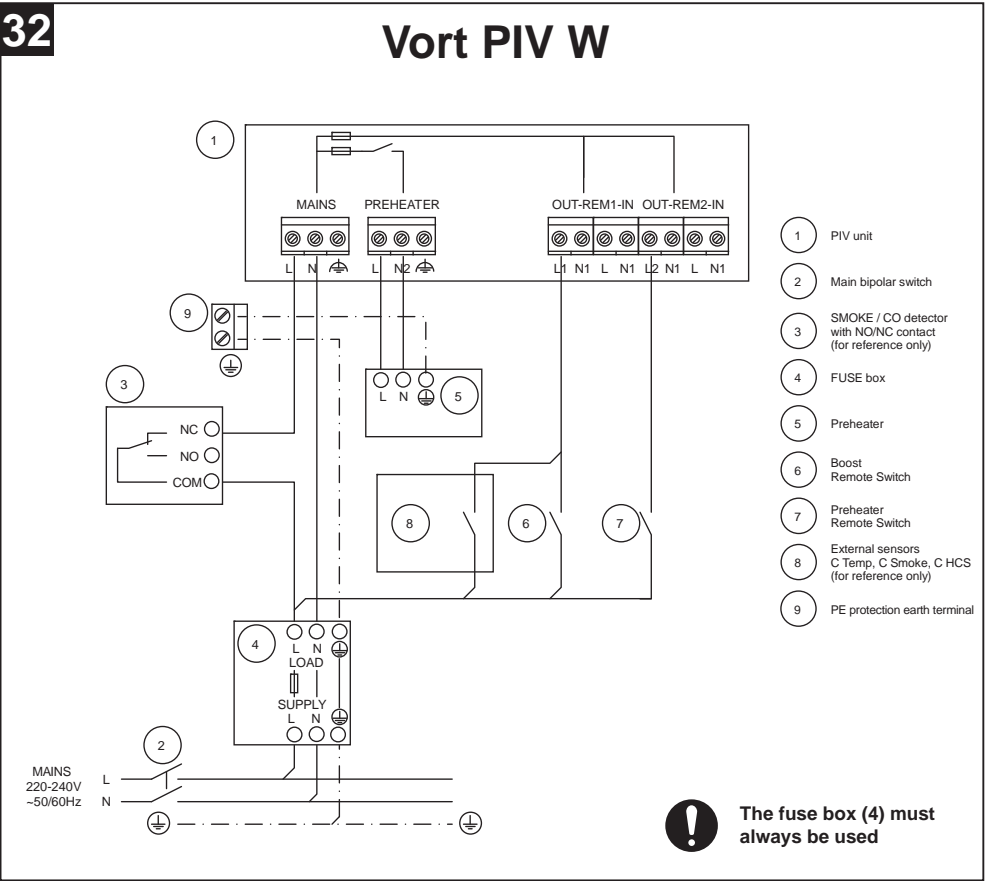 32
Vort PIV W
1
MAINS
PREHEATER
OUT-REM1-IN OUT-REM2-IN
L N
L N2
L1 N1 L N1 L2 N1 L N1
9
3
NC
NO
COM
L N
5
8
6
7
4
L N
LOAD
SUPPLY
L N
2
MAINS
220-240V
~50/60Hz
L
N
1 PIV unit
2 Main bipolar switch
3 SMOKE / CO detector
with NO/NC contact
(for reference only)
4 FUSE box
5 Preheater
6 Boost
Remote Switch
7 Preheater
Remote Switch
8 External sensors
C Temp, C Smoke, C HCS
(for reference only)
9 PE protection earth terminal
The fuse box (4) must
always be used